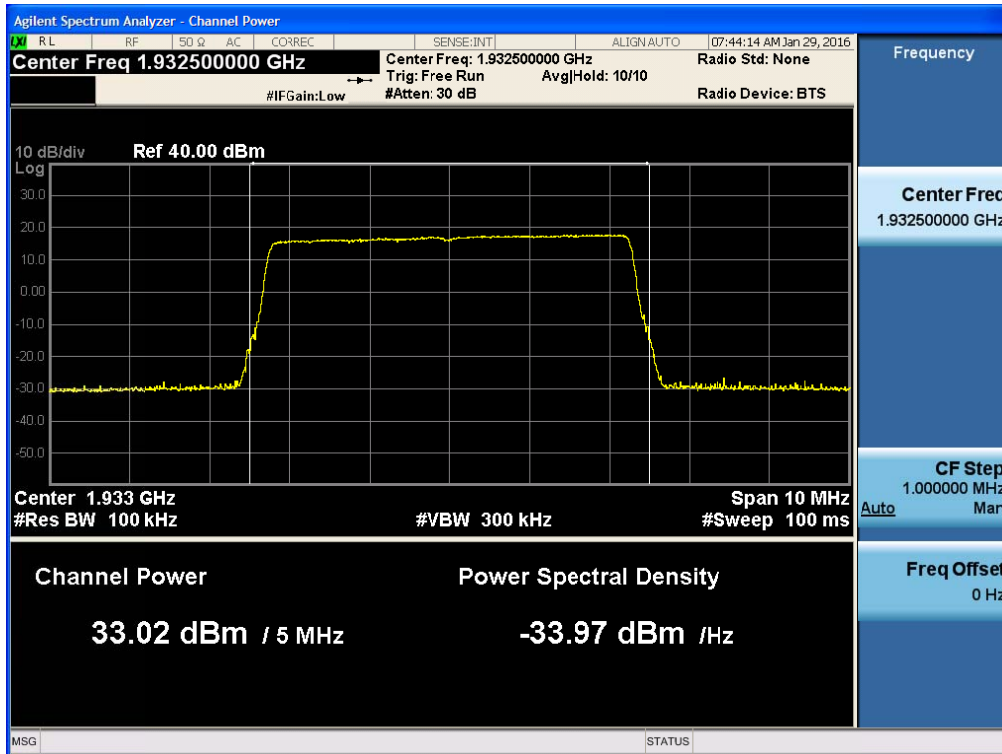 Agilent Spectrum Analyzer - Channel Power
LXI RL RF 50 Ω AC CORREC SENSE:INT ALIGN AUTO 07:44:14 AM Jan 29, 2016
Center Freq 1.932500000 GHz
Center Freq: 1.932500000 GHz Radio Std: None
Trig: Free Run Avg|Hold: 10/10
#IFGain:Low #Atten: 30 dB Radio Device: BTS
10 dB/div Ref 40.00 dBm
Log
30.0
20.0
10.0
0.00
-10.0
-20.0
-30.0
-40.0
-50.0
Center 1.933 GHz Span 10 MHz
#Res BW 100 kHz #VBW 300 kHz #Sweep 100 ms
Channel Power Power Spectral Density
33.02 dBm / 5 MHz -33.97 dBm /Hz
MSG STATUS
Frequency
Center Freq
1.932500000 GHz
CF Step
1.000000 MHz
Auto Man
Freq Offset
0 Hz